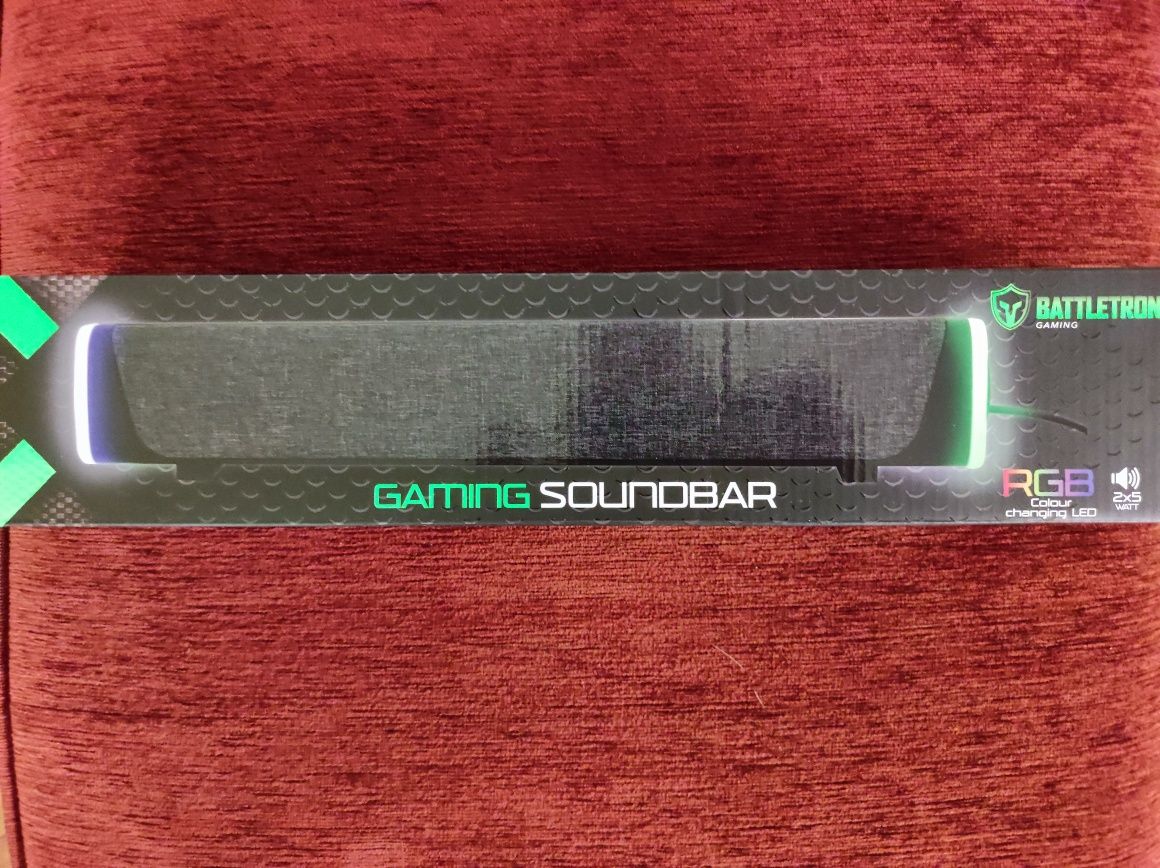 BATTLETRON
GAMING
GAMING SOUNDBAR
RGB
Colour
changing LED
2x5
WATT